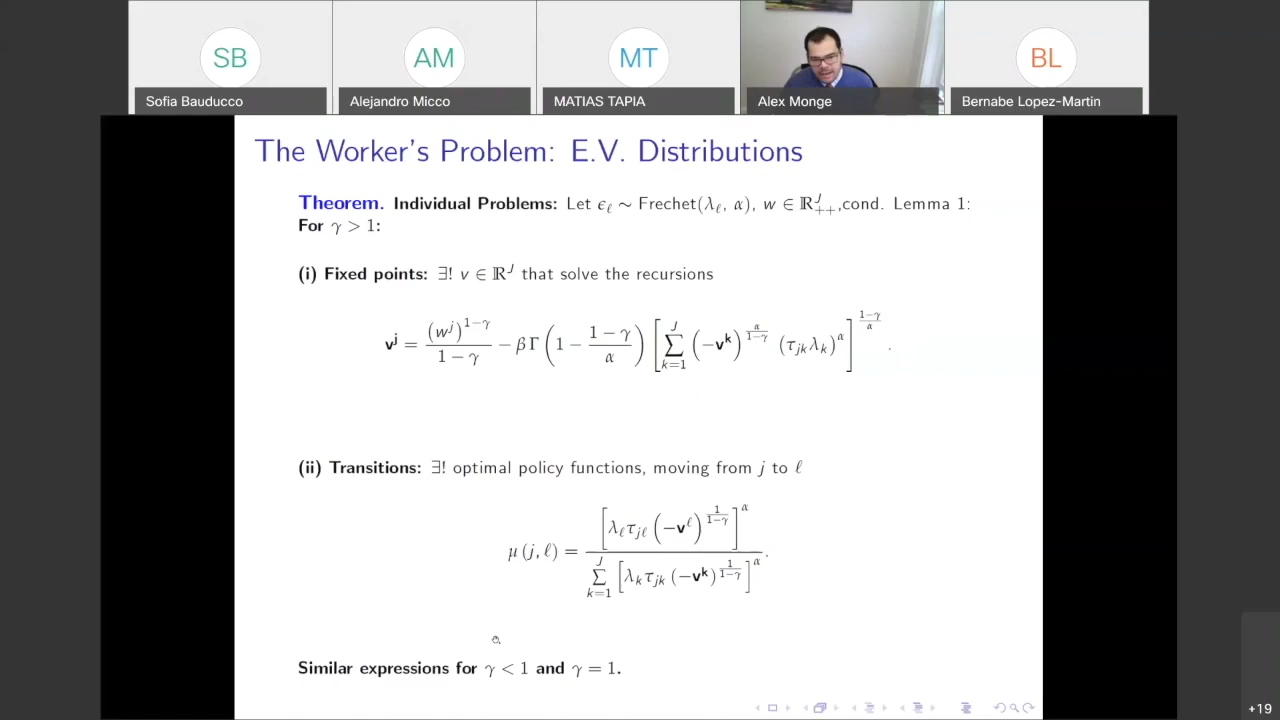 SB
AM
MT
BL
Sofia Bauducco
Alejandro Micco
MATIAS TAPIA
Alex Monge
Bernabe Lopez-Martin
The Worker's Problem: E.V. Distributions
Theorem. Individual Problems: Let ϵ_ℓ ∼ Frechet(λ_ℓ, α), w ∈ ℝ^J_{++},cond. Lemma 1:
For γ > 1:
(i) Fixed points: ∃! v ∈ ℝ^J that solve the recursions
v^j = (w^j)^{1−γ} / (1 − γ) − βΓ(1 − (1 − γ)/α) [∑_{k=1}^{J} (−v^k)^{α/(1−γ)} (τ_{jk}λ_k)^α]^{(1−γ)/α} .
(ii) Transitions: ∃! optimal policy functions, moving from j to ℓ
μ(j, ℓ) = [λ_ℓ τ_{jℓ} (−v^ℓ)^{1/(1−γ)}]^α / ∑_{k=1}^{J} [λ_k τ_{jk} (−v^k)^{1/(1−γ)}]^α .
Similar expressions for γ < 1 and γ = 1.
+19